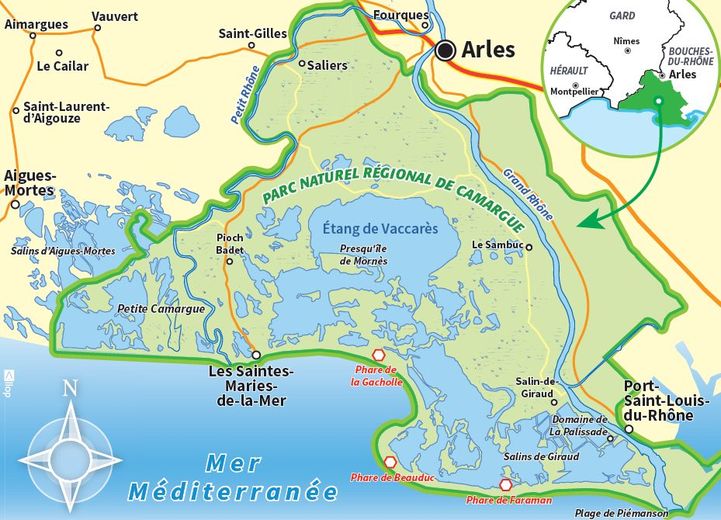 Aimargues
Vauvert
Le Cailar
Saint-Gilles
Fourques
Arles
Saliers
Petit Rhône
Saint-Laurent-
d'Aigouze
Aigues-
Mortes
GARD
Nîmes
HÉRAULT
Montpellier
BOUCHES-
DU-RHÔNE
Arles
PARC NATUREL RÉGIONAL DE CAMARGUE
Grand Rhône
Étang de Vaccarès
Presqu'île
de Mornès
Le Sambuc
Pioch
Badet
Salins d'Aigues-Mortes
Petite Camargue
Les Saintes-
Maries-
de-la-Mer
Phare de
la Gacholle
Salin-de-
Giraud
Port-
Saint-Louis-
du-Rhône
Domaine de
La Palissade
Salins de Giraud
Phare de Beauduc
Phare de Faraman
Plage de Piémanson
N
Mer
Méditerranée